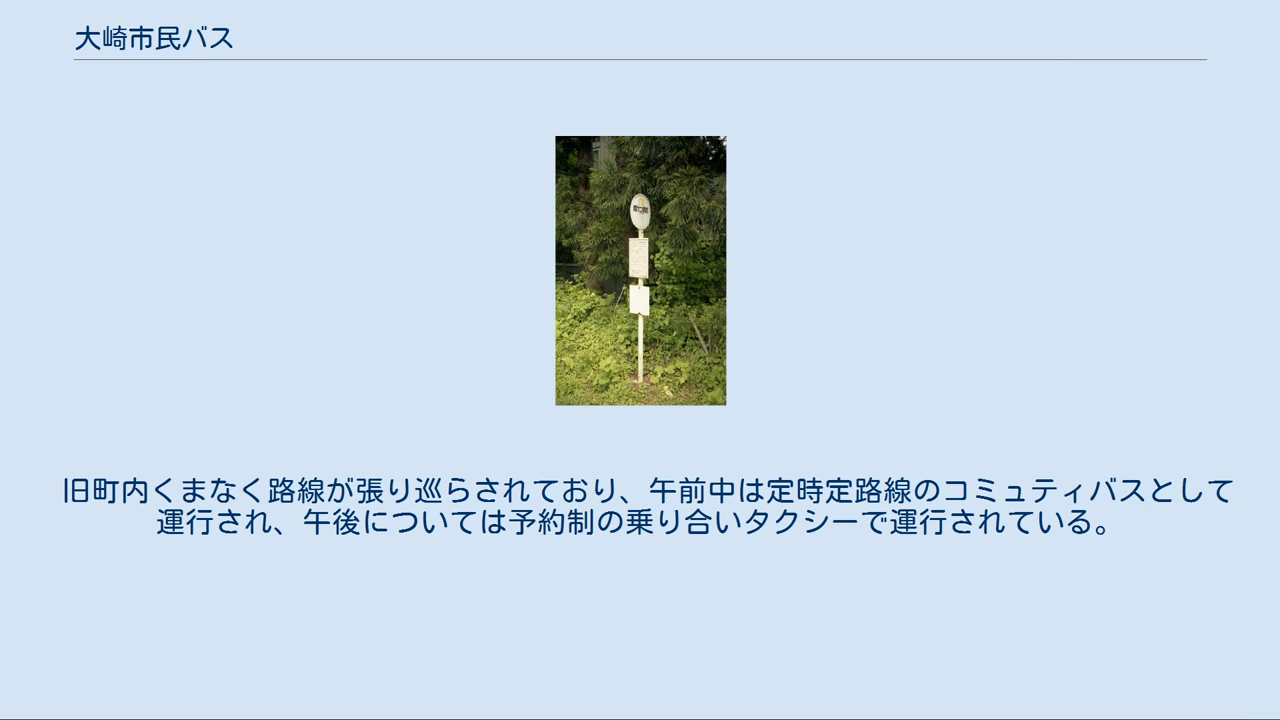 大崎市民バス
旧町内くまなく路線が張り巡らされており、午前中は定時定路線のコミュティバスとして
運行され、午後については予約制の乗り合いタクシーで運行されている。